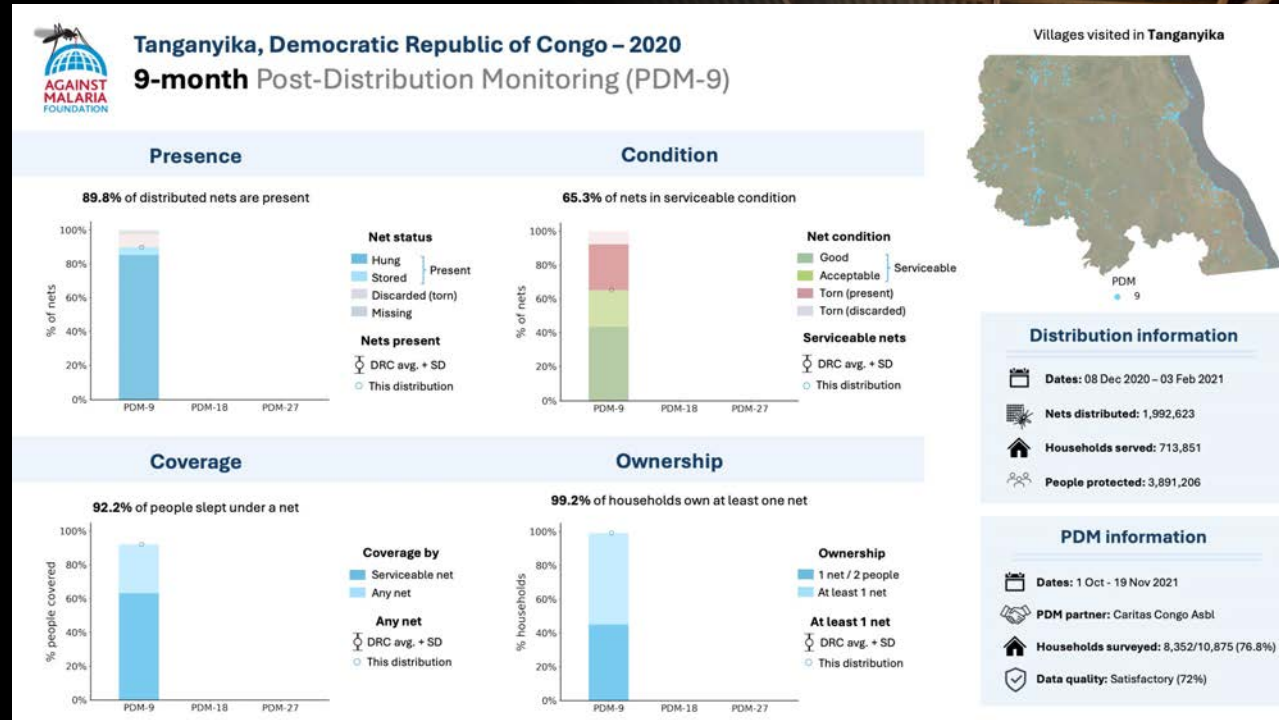 AGAINST
MALARIA
FOUNDATION
Tanganyika, Democratic Republic of Congo – 2020
9-month Post-Distribution Monitoring (PDM-9)
Presence
89.8% of distributed nets are present
100%
80%
60%
40%
20%
0%
% of nets
PDM-9 PDM-18 PDM-27
Net status
Hung
Stored
Present
Discarded (torn)
Missing
Nets present
DRC avg. + SD
This distribution
Condition
65.3% of nets in serviceable condition
100%
80%
60%
40%
20%
0%
% of nets
PDM-9 PDM-18 PDM-27
Net condition
Good
Acceptable
Serviceable
Torn (present)
Torn (discarded)
Serviceable nets
DRC avg. + SD
This distribution
Coverage
92.2% of people slept under a net
100%
80%
60%
40%
20%
0%
% people covered
PDM-9 PDM-18 PDM-27
Coverage by
Serviceable net
Any net
Any net
DRC avg. + SD
This distribution
Ownership
99.2% of households own at least one net
100%
80%
60%
40%
20%
0%
% households
PDM-9 PDM-18 PDM-27
Ownership
1 net / 2 people
At least 1 net
At least 1 net
DRC avg. + SD
This distribution
Villages visited in Tanganyika
PDM
9
Distribution information
Dates: 08 Dec 2020 – 03 Feb 2021
Nets distributed: 1,992,623
Households served: 713,851
People protected: 3,891,206
PDM information
Dates: 1 Oct - 19 Nov 2021
PDM partner: Caritas Congo Asbl
Households surveyed: 8,352/10,875 (76.8%)
Data quality: Satisfactory (72%)